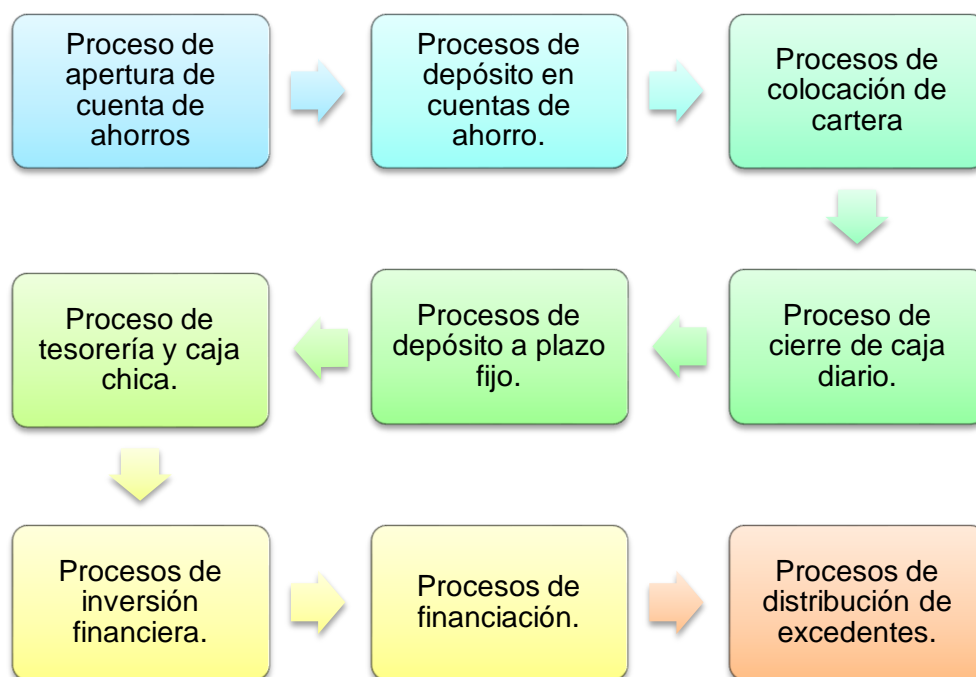 Proceso de
apertura de
cuenta de
ahorros
Procesos de
depósito en
cuentas de
ahorro.
Procesos de
colocación de
cartera
Proceso de
cierre de caja
diario.
Procesos de
depósito a plazo
fijo.
Proceso de
tesorería y caja
chica.
Procesos de
inversión
financiera.
Procesos de
financiación.
Procesos de
distribución de
excedentes.